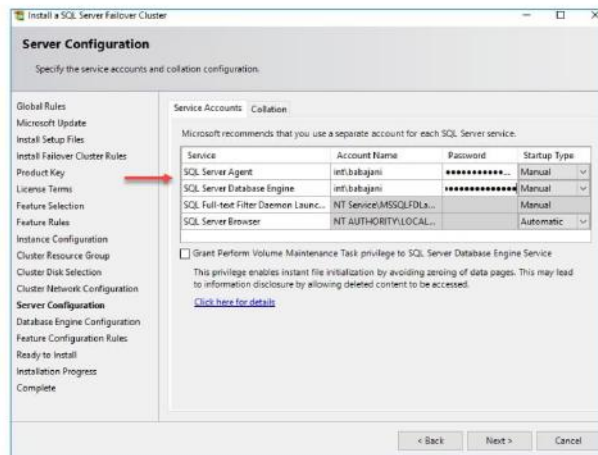 Install a SQL Server Failover Cluster
Server Configuration
Specify the service accounts and collation configuration.
Global Rules
Microsoft Update
Install Setup Files
Install Failover Cluster Rules
Product Key
License Terms
Feature Selection
Feature Rules
Instance Configuration
Cluster Resource Group
Cluster Disk Selection
Cluster Network Configuration
Server Configuration
Database Engine Configuration
Feature Configuration Rules
Ready to Install
Installation Progress
Complete
Service Accounts Collation
Microsoft recommends that you use a separate account for each SQL Server service.
Service Account Name Password Startup Type
SQL Server Agent int\babajani ●●●●●●●●●●●... Manual
SQL Server Database Engine int\babajani ●●●●●●●●●●●●●● Manual
SQL Full-text Filter Daemon Launc... NT Service\MSSQLFDLa... Manual
SQL Server Browser NT AUTHORITY\LOCAL... Automatic
Grant Perform Volume Maintenance Task privilege to SQL Server Database Engine Service
This privilege enables instant file initialization by avoiding zeroing of data pages. This may lead
to information disclosure by allowing deleted content to be accessed.
Click here for details
< Back Next > Cancel